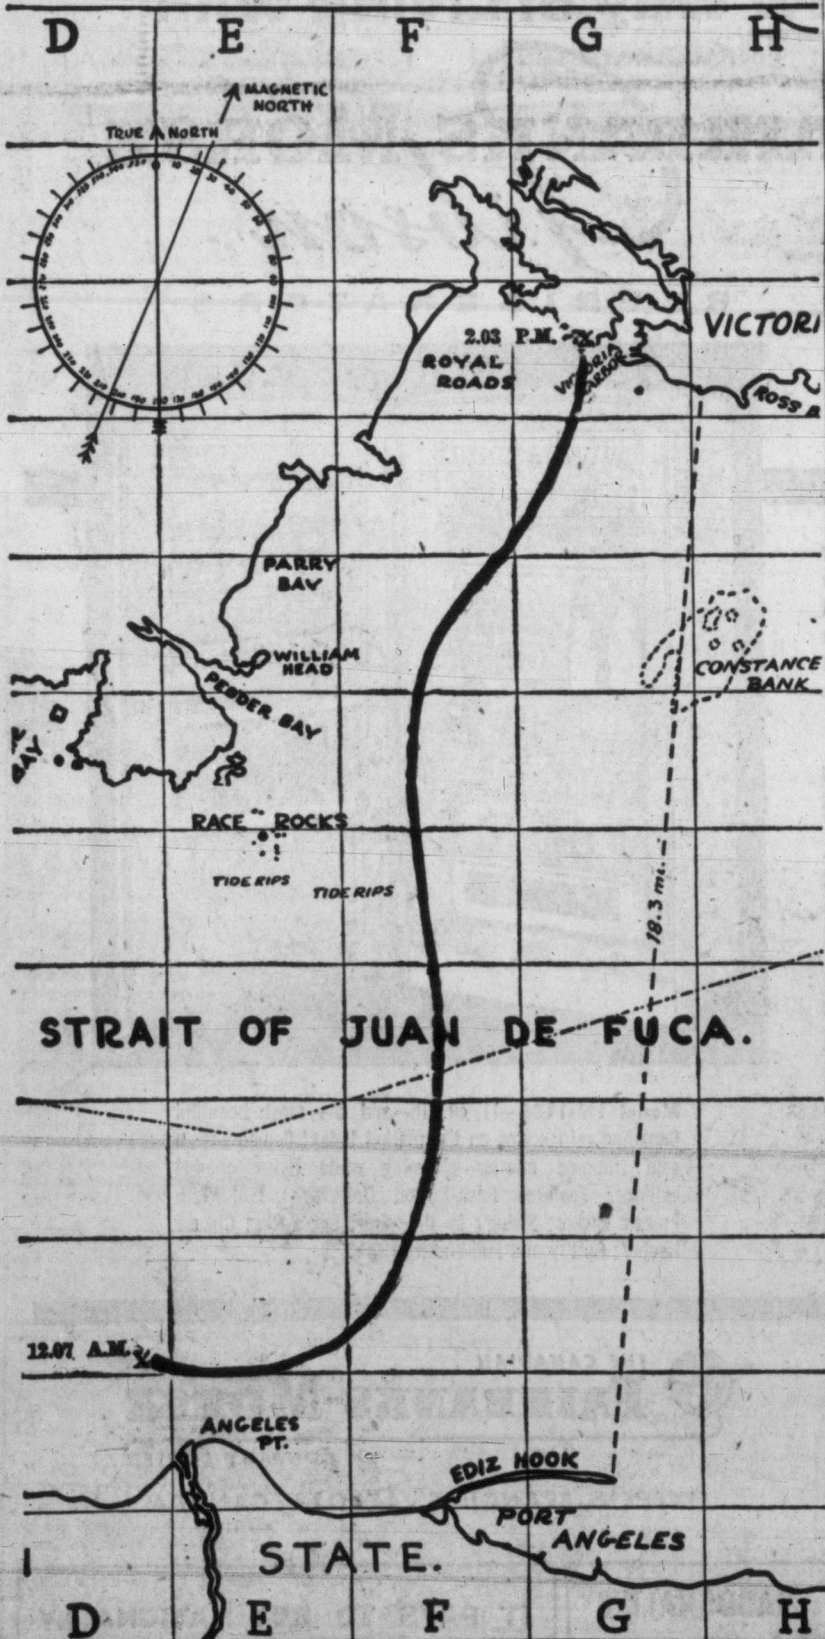 D E F G H
MAGNETIC
NORTH
TRUE NORTH
VICTORI
2.03 P.M.
ROYAL
ROADS
VICTORIA
HARBOR
ROSS B
PARRY
BAY
WILLIAM
HEAD
CONSTANCE
BANK
PEDDER BAY
BAY
RACE ROCKS
TIDE RIPS
TIDE RIPS
18.3 mi.
STRAIT OF JUAN DE FUCA.
12.07 A.M.
ANGELES
PT.
EDIZ HOOK
PORT
ANGELES
STATE.
D E F G H